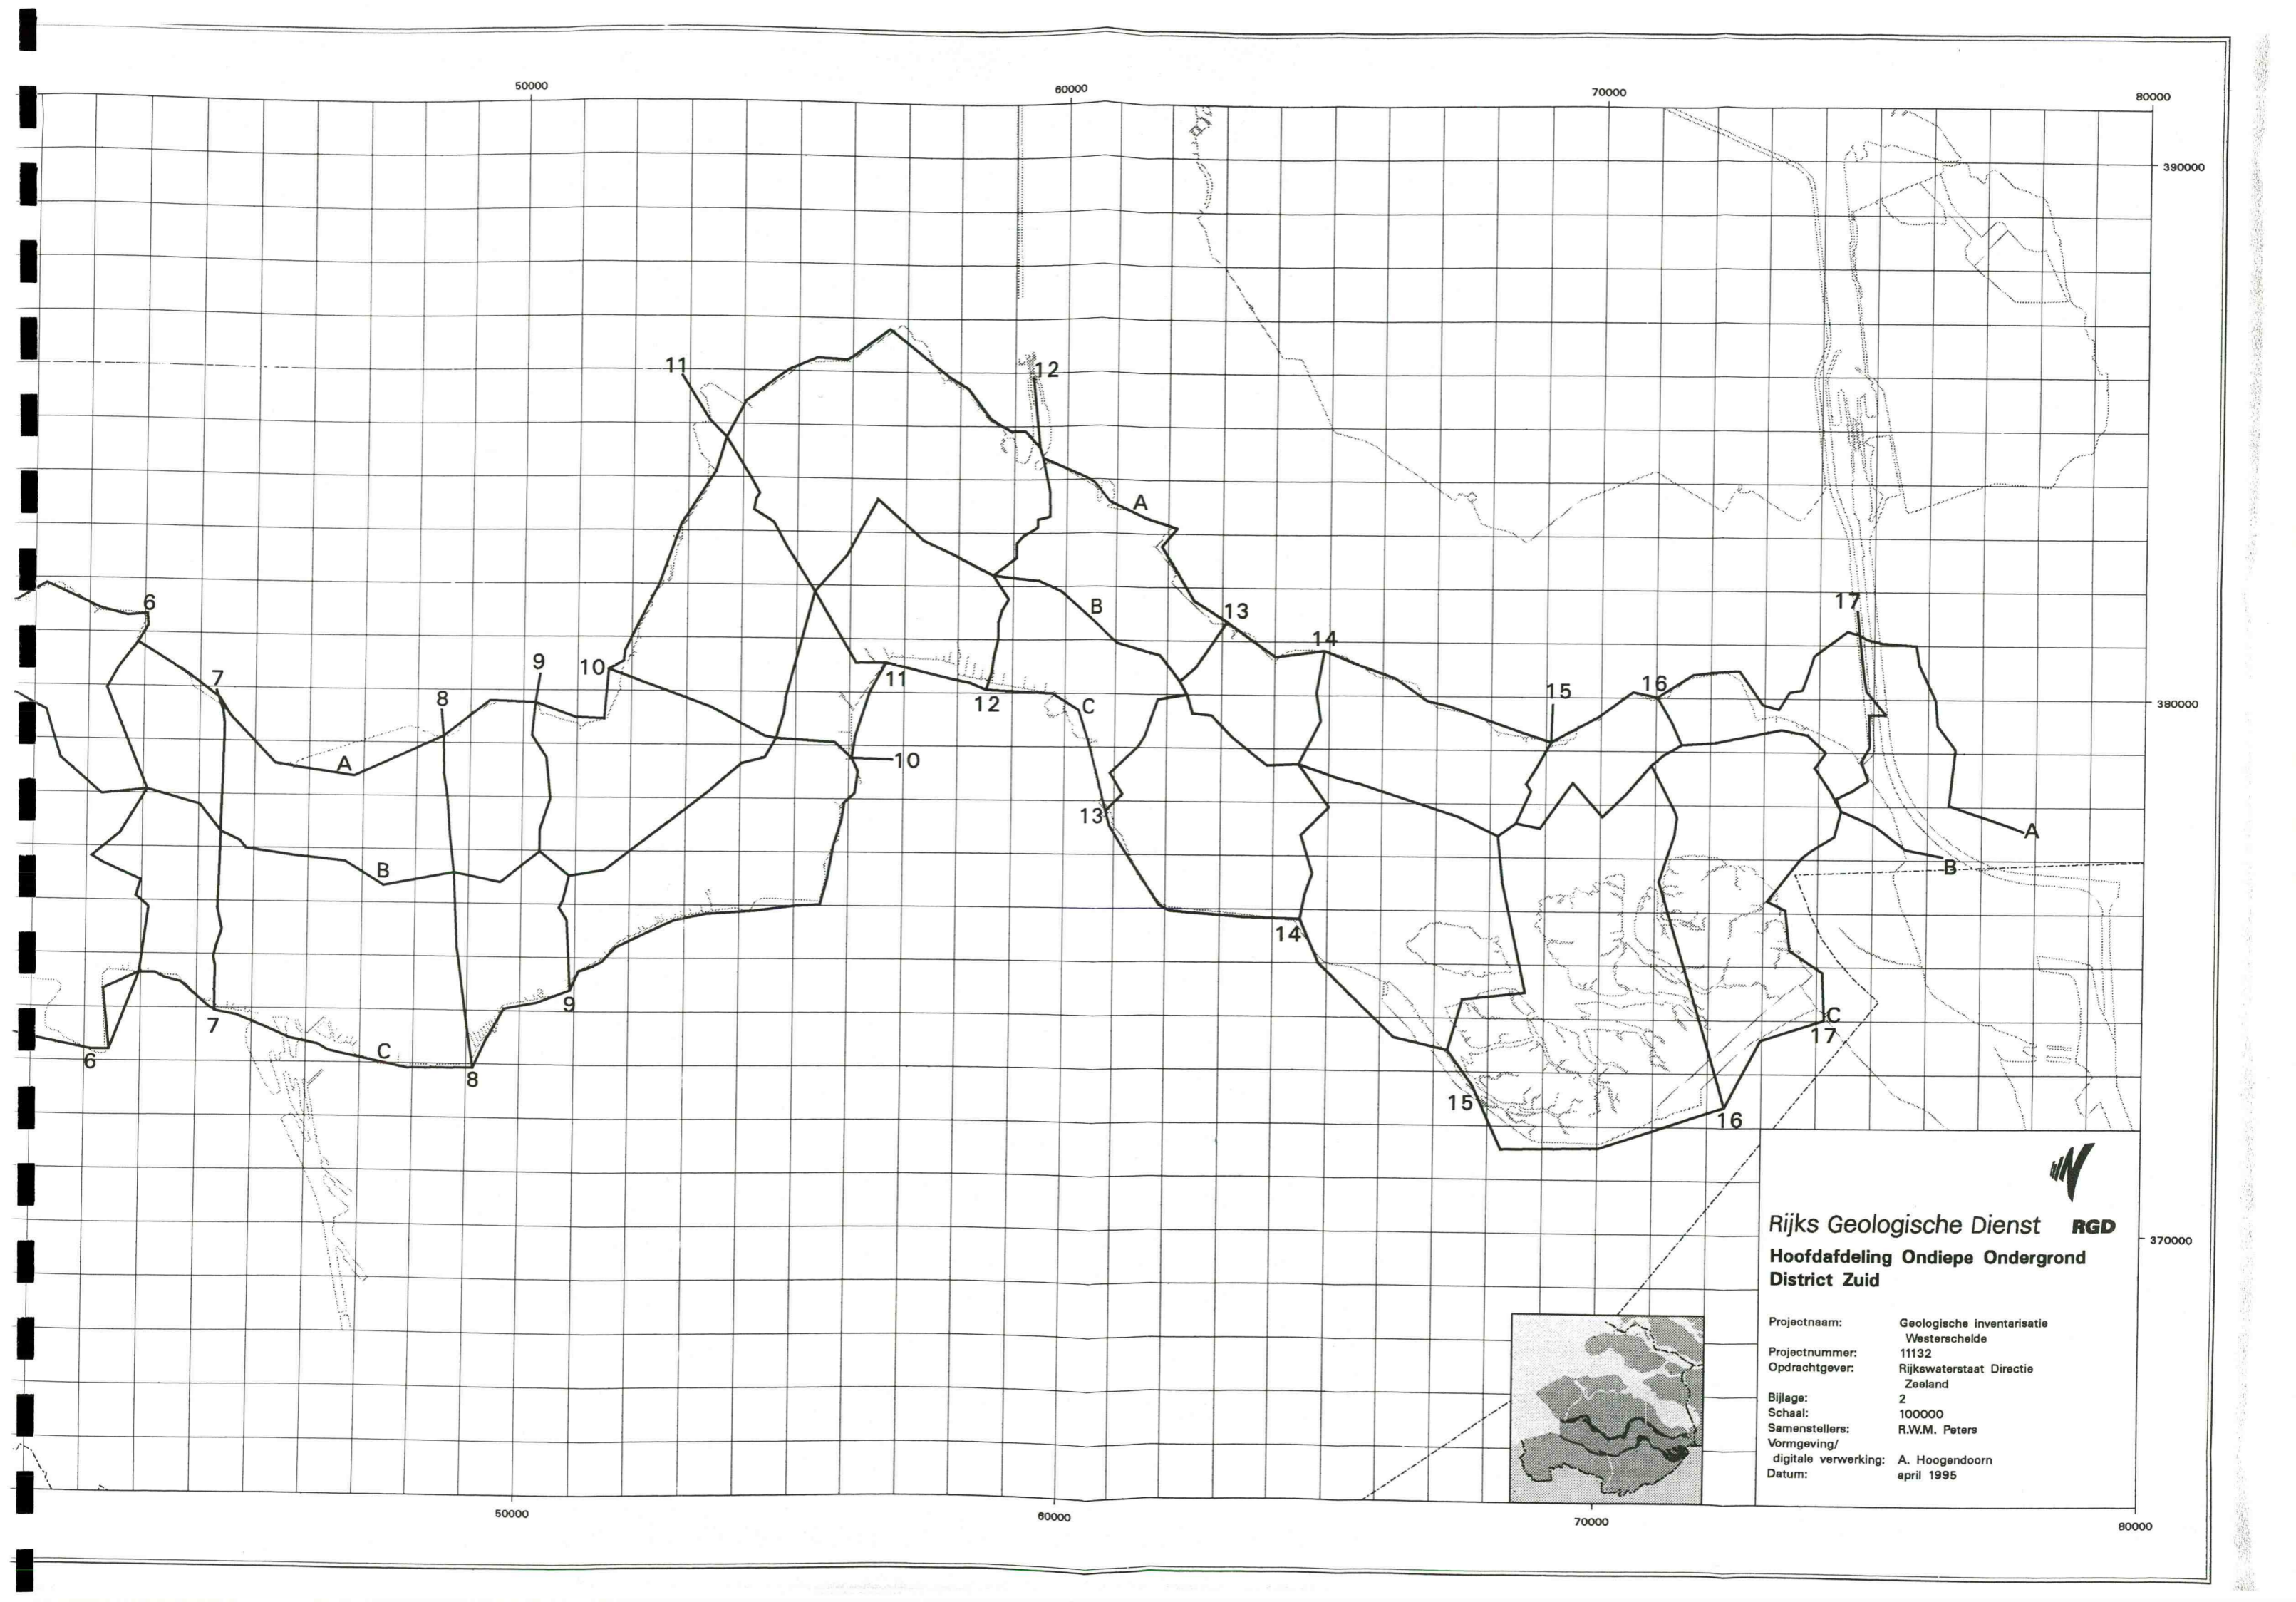 50000
60000
70000
80000
390000
11
12
A
6
B
13
17
14
9
10
15
16
7
11
8
12
C
380000
A
10
13
A
B
B
14
9
C
17
7
C
6
8
15
16
Rijks Geologische Dienst RGD
370000
Hoofdafdeling Ondiepe Ondergrond
District Zuid
Projectnaam: Geologische inventarisatie
Westerschelde
Projectnummer: 11132
Opdrachtgever: Rijkswaterstaat Directie
Zeeland
Bijlage: 2
Schaal: 100000
Samenstellers: R.W.M. Peters
Vormgeving/
digitale verwerking: A. Hoogendoorn
Datum: april 1995
50000
60000
70000
80000